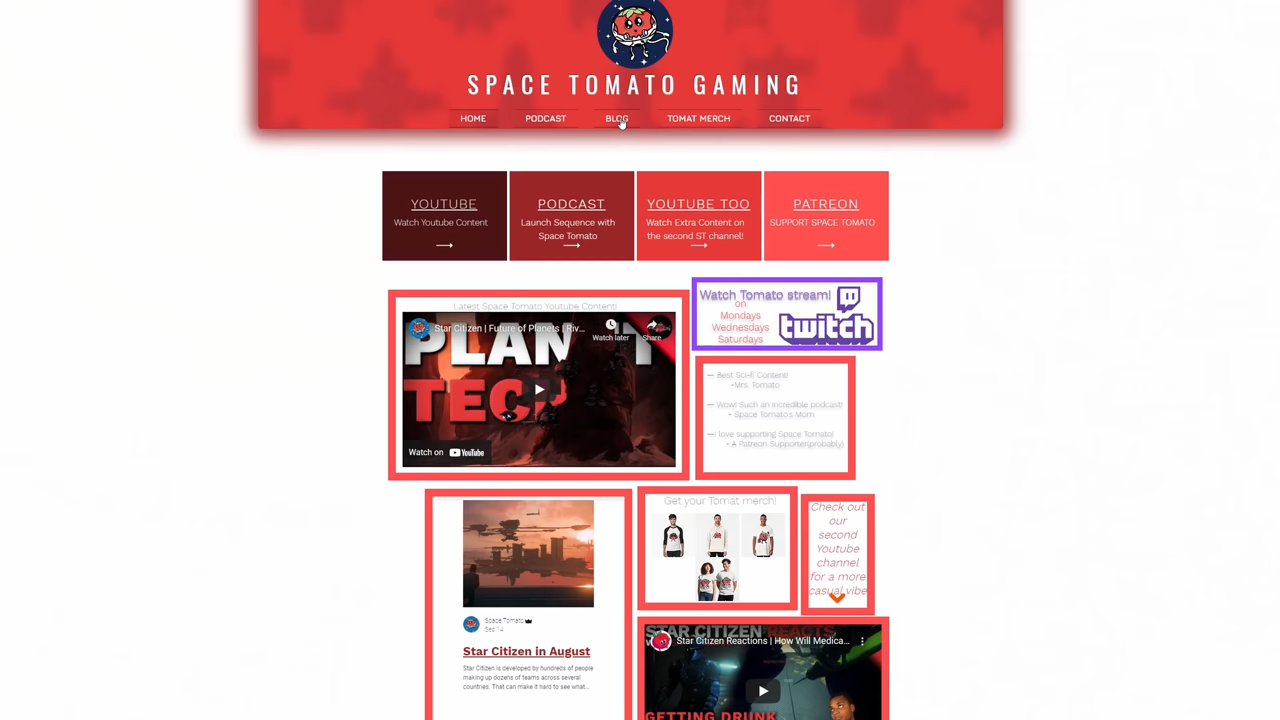 SPACE TOMATO GAMING
HOME PODCAST BLOG TOMAT MERCH CONTACT
YOUTUBE
Watch Youtube Content
PODCAST
Launch Sequence with
Space Tomato
YOUTUBE TOO
Watch Extra Content on
the second ST channel!
PATREON
SUPPORT SPACE TOMATO
Latest Space Tomato Youtube Content!
Star Citizen | Future of Planets | Riv...
Watch later
Share
PLAN T
TECH
Watch on YouTube
Watch Tomato stream!
on
Mondays
Wednesdays
Saturdays
twitch
— Best Sci-fi Content!
-Mrs. Tomato
— Wow! Such an incredible podcast!
- Space Tomato's Mom
— I love supporting Space Tomato!
- A Patreon Supporter(probably)
Space Tomato
Sep 14
Star Citizen in August
Star Citizen is developed by hundreds of people
making up dozens of teams across several
countries. That can make it hard to see what...
Get your Tomat merch!
Check out
our
second
Youtube
channel
for a more
casual vibe
STAR CITIZEN REACTS
Star Citizen Reactions | How Will Medica...
GETTING DRUNK